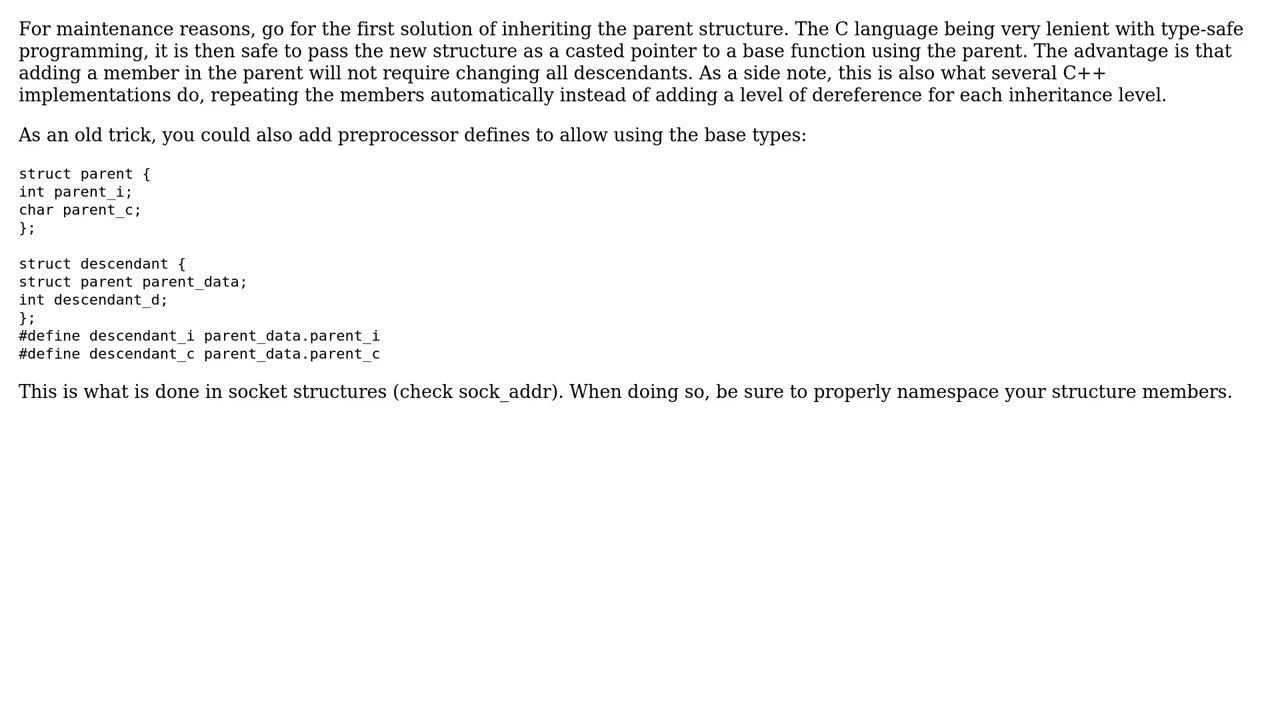 For maintenance reasons, go for the first solution of inheriting the parent structure. The C language being very lenient with type-safe
programming, it is then safe to pass the new structure as a casted pointer to a base function using the parent. The advantage is that
adding a member in the parent will not require changing all descendants. As a side note, this is also what several C++
implementations do, repeating the members automatically instead of adding a level of dereference for each inheritance level.
As an old trick, you could also add preprocessor defines to allow using the base types:
struct parent {
int parent_i;
char parent_c;
};
struct descendant {
struct parent parent_data;
int descendant_d;
};
#define descendant_i parent_data.parent_i
#define descendant_c parent_data.parent_c
This is what is done in socket structures (check sock_addr). When doing so, be sure to properly namespace your structure members.